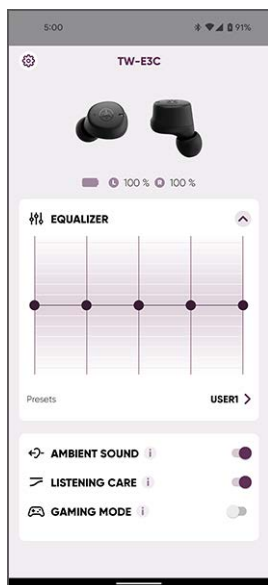 5:00 91%
TW-E3C
L 100 % R 100 %
EQUALIZER
Presets USER1
AMBIENT SOUND i
LISTENING CARE i
GAMING MODE i